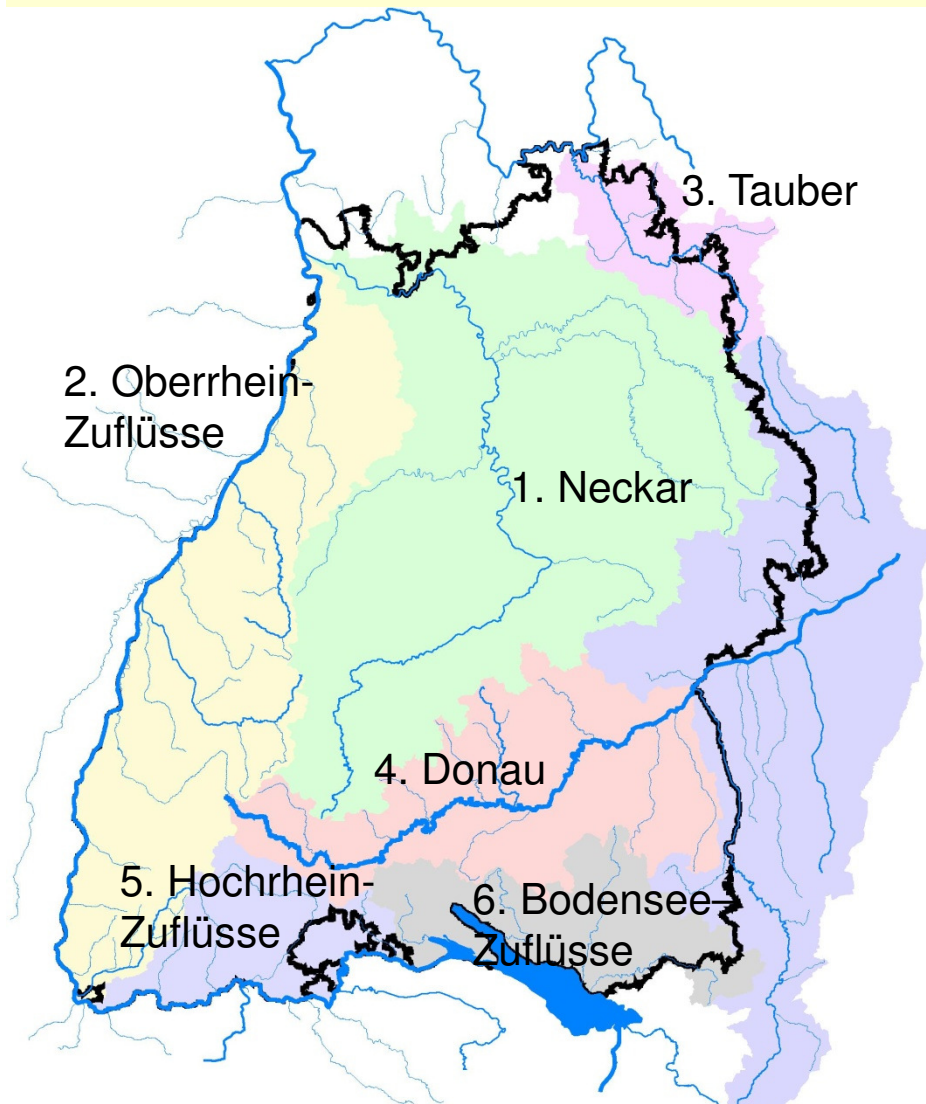 3. Tauber
2. Oberrhein-
Zuflüsse
1. Neckar
4. Donau
5. Hochrhein-
Zuflüsse
6. Bodensee–
Zuflüsse